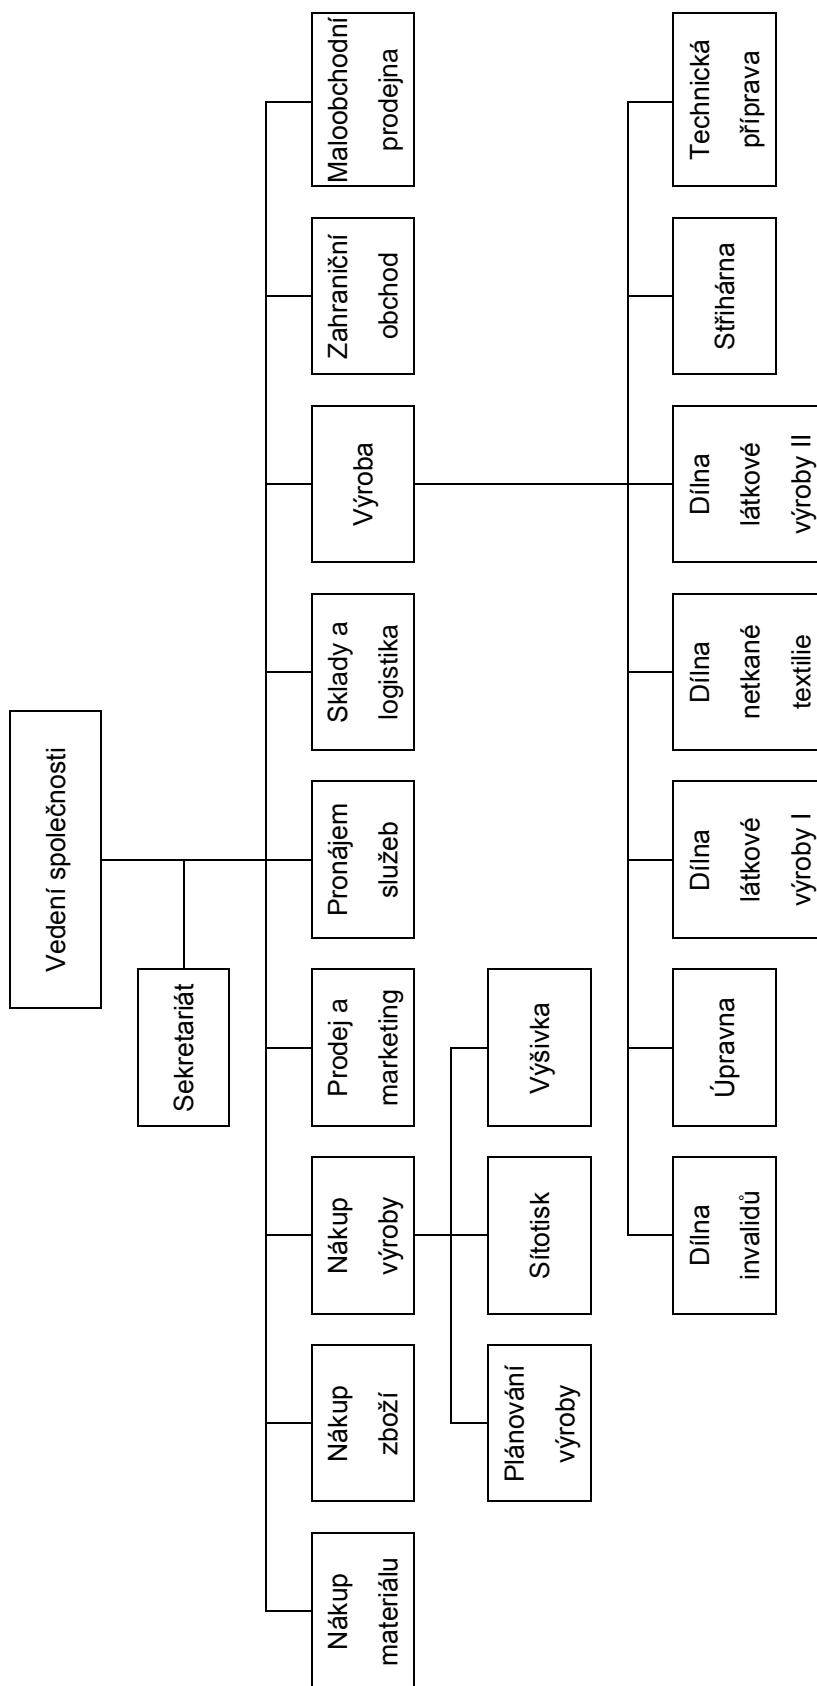 Vedení společnosti
Sekretariát
Nákup
materiálu
Nákup
zboží
Nákup
výroby
Prodej a
marketing
Pronájem
služeb
Sklady a
logistika
Výroba
Zahraniční
obchod
Maloobchodní
prodejna
Plánování
výroby
Sítotisk
Výšivka
Dílna
invalidů
Úpravna
Dílna
látkové
výroby I
Dílna
netkané
textilie
Dílna
látkové
výroby II
Střihárna
Technická
příprava